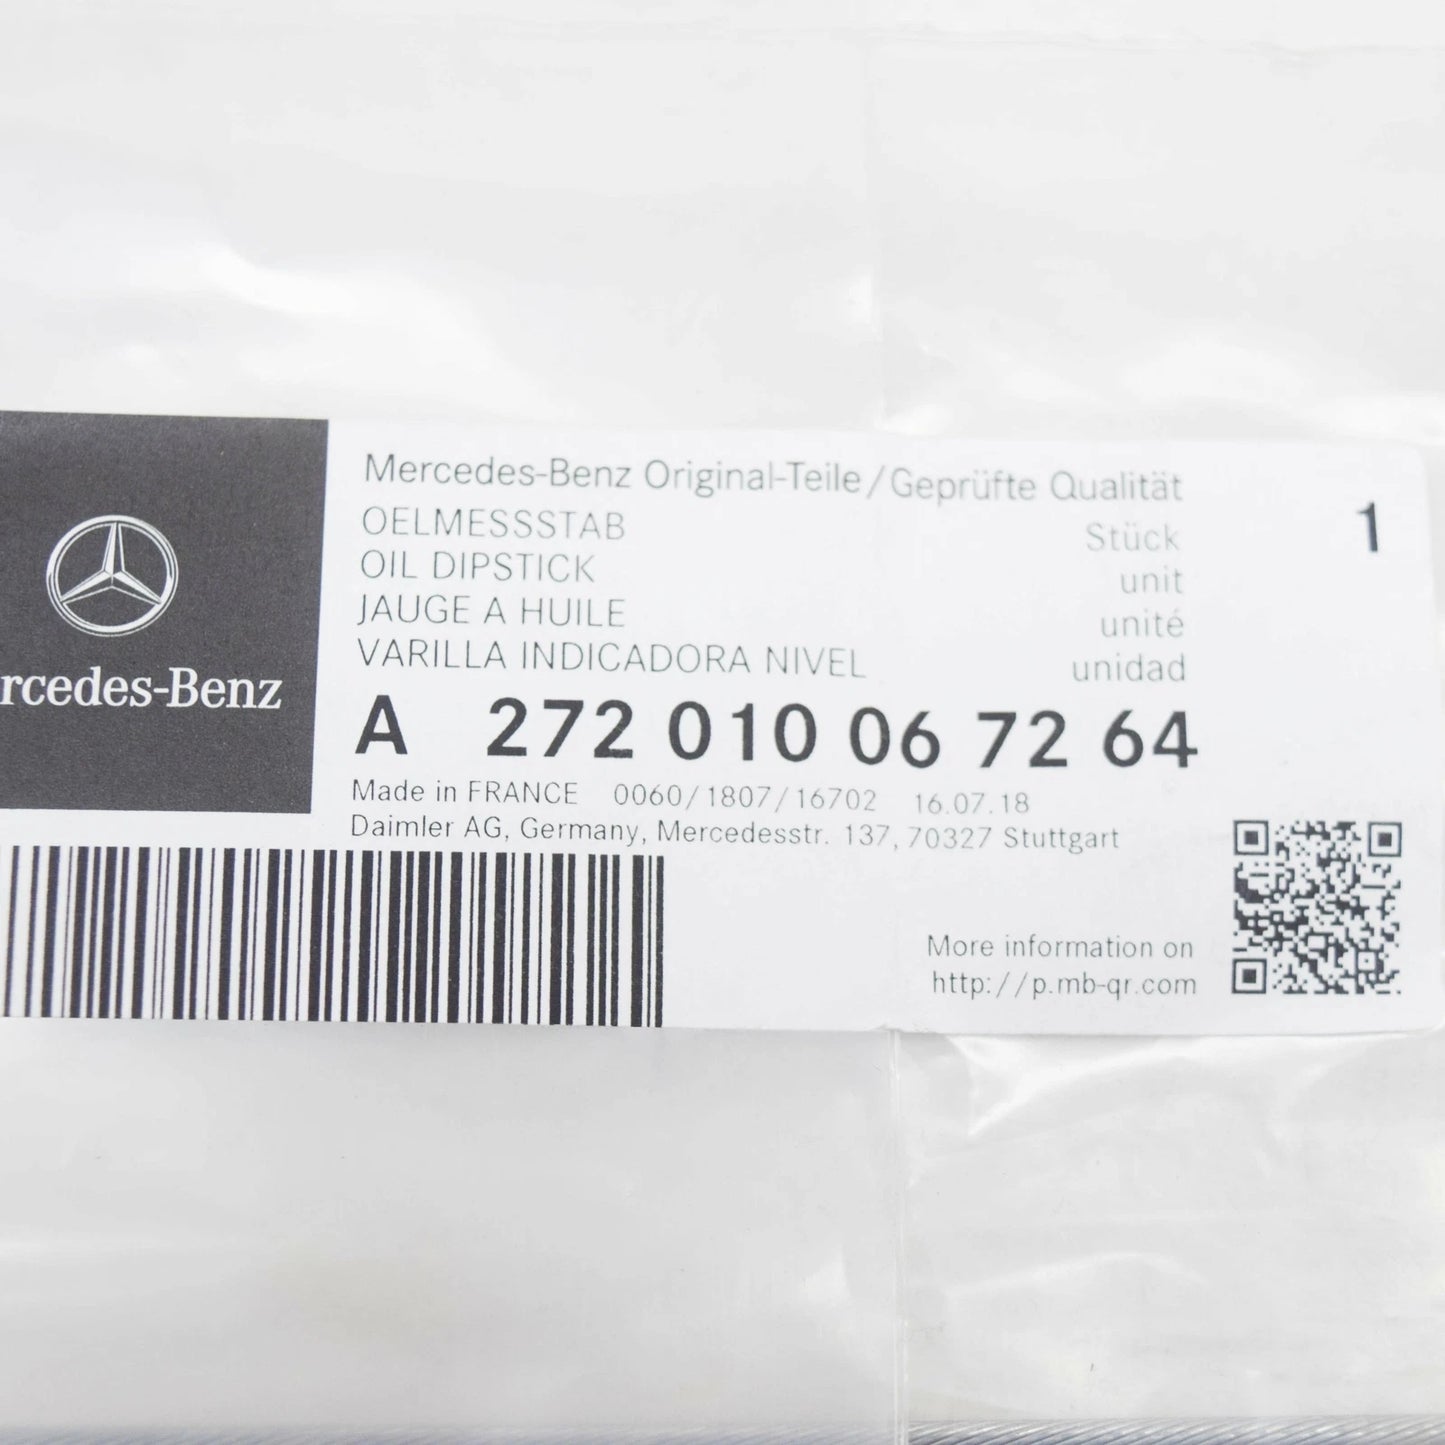 Mercedes-Benz Original-Teile/Geprüfte Qualität
OELMESSSTAB Stück 1
OIL DIPSTICK unit
JAUGE A HUILE unité
VARILLA INDICADORA NIVEL unidad
rcedes-Benz
A 272 010 06 72 64
Made in FRANCE 0060/1807/16702 16.07.18
Daimler AG, Germany, Mercedesstr. 137, 70327 Stuttgart
More information on
http://p.mb-qr.com